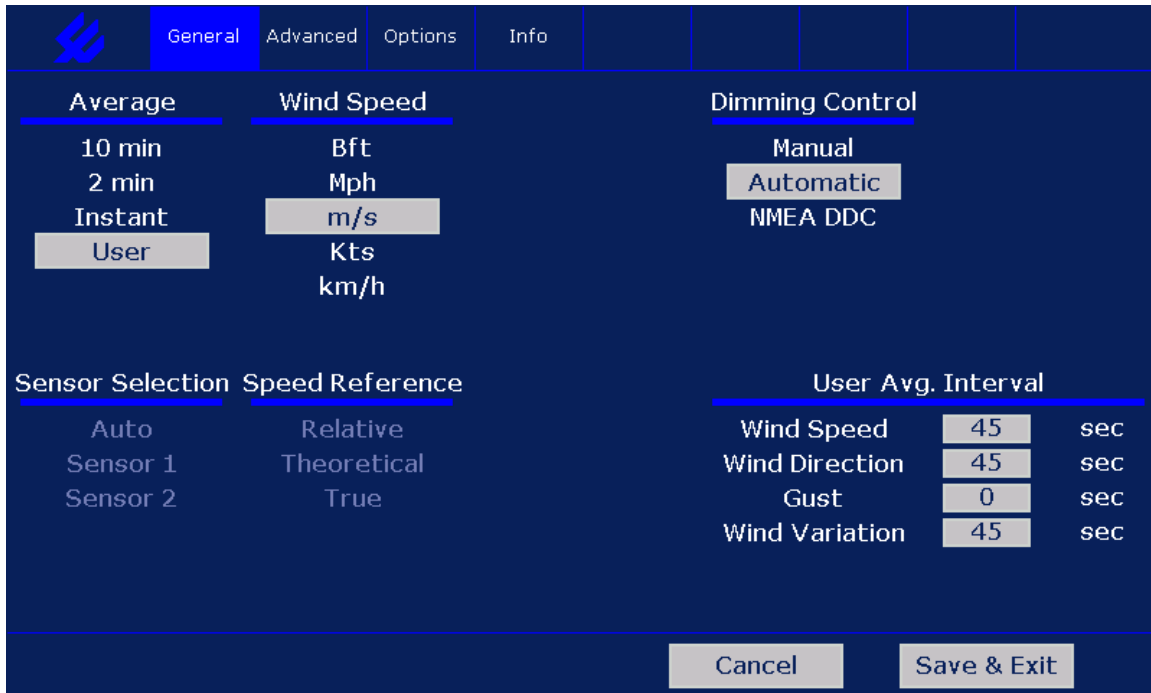 General Advanced Options Info
Average Wind Speed Dimming Control
10 min Bft Manual
2 min Mph Automatic
Instant m/s NMEA DDC
User Kts
km/h
Sensor Selection Speed Reference User Avg. Interval
Auto Relative Wind Speed 45 sec
Sensor 1 Theoretical Wind Direction 45 sec
Sensor 2 True Gust 0 sec
Wind Variation 45 sec
Cancel Save & Exit